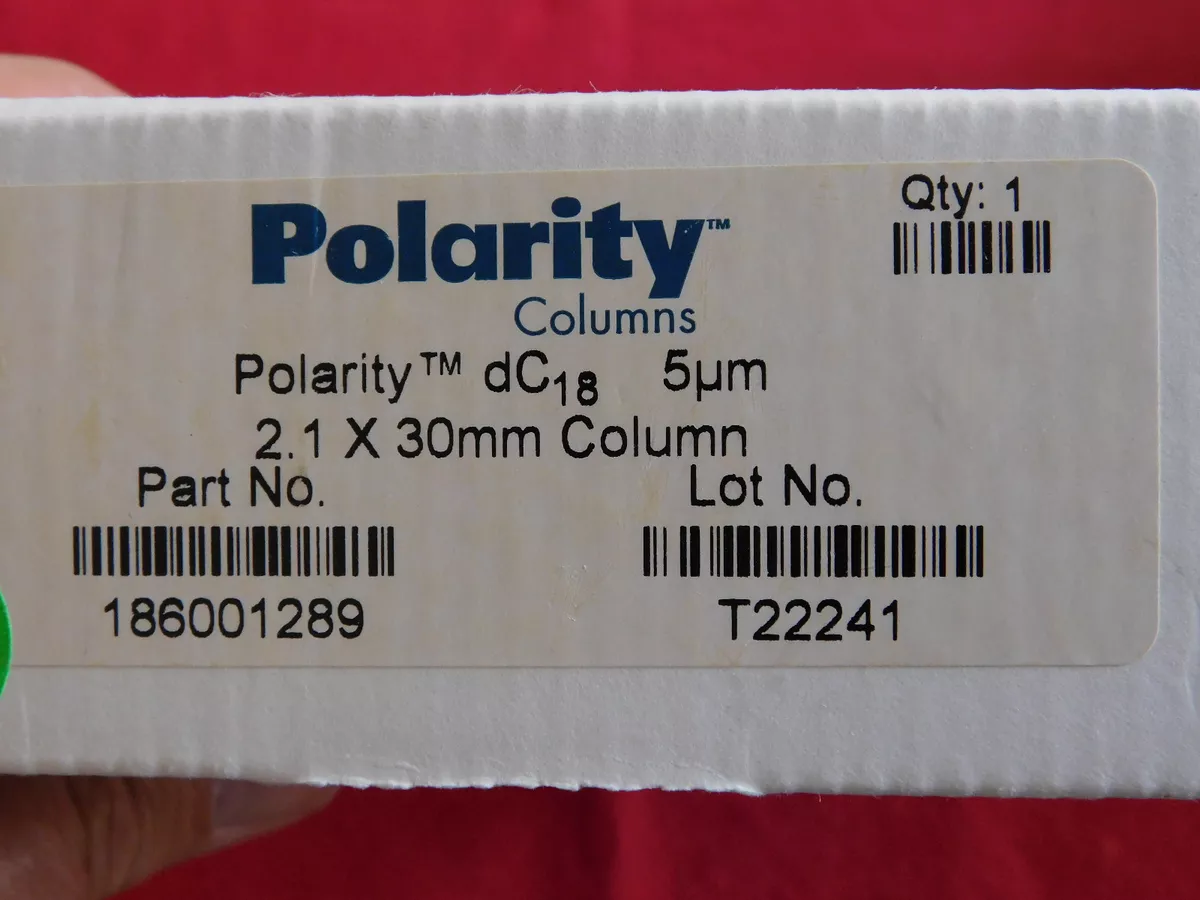 Qty: 1
Polarity™
Columns
Polarity™ dC₁₈ 5µm
2.1 X 30mm Column
Part No. Lot No.
186001289 T22241